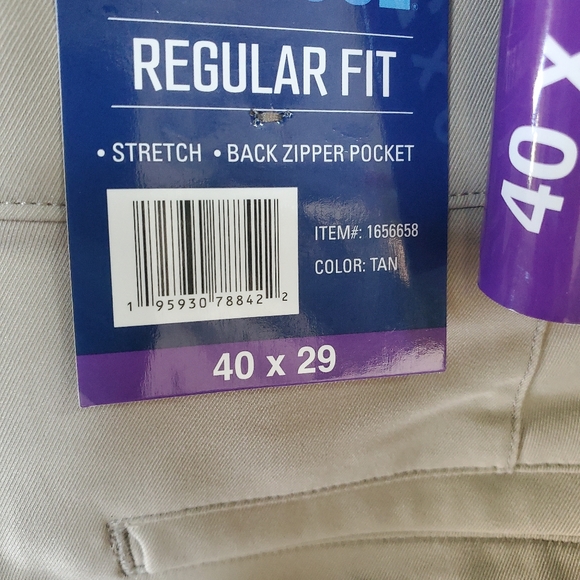 REGULAR FIT
• STRETCH • BACK ZIPPER POCKET
ITEM#: 1656658
COLOR: TAN
1 95930 78842 2
40 x 29
40 X